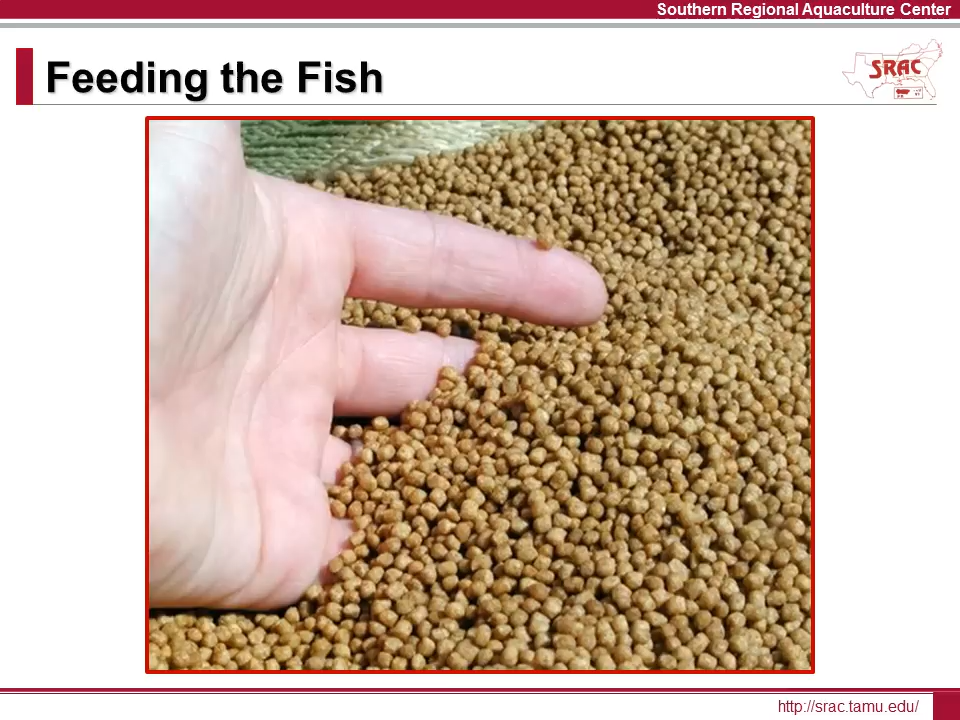 Southern Regional Aquaculture Center
Feeding the Fish
SRAC
http://srac.tamu.edu/